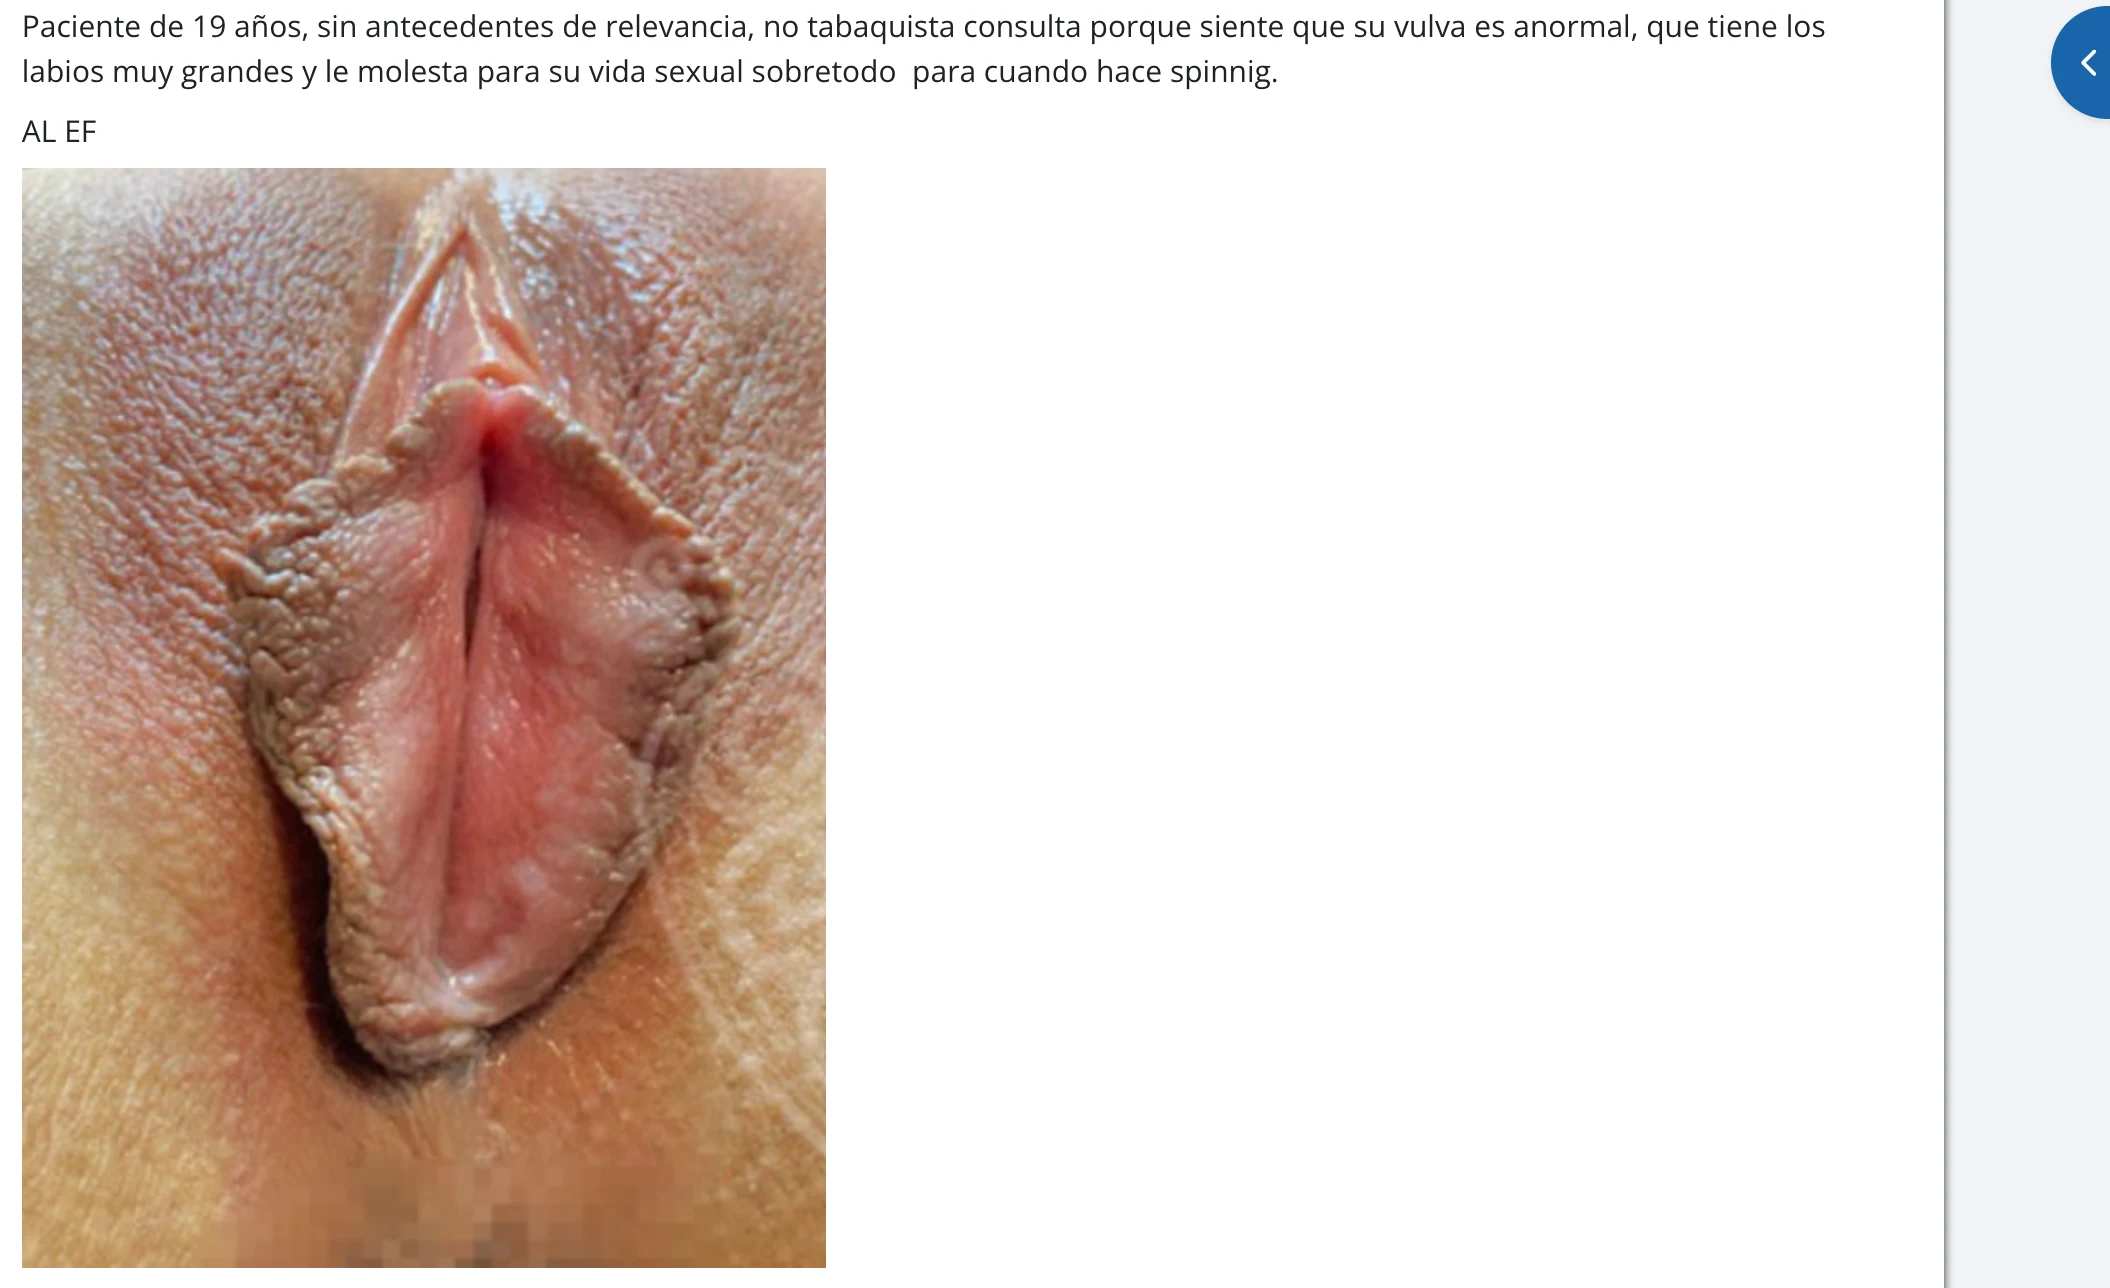 Paciente de 19 años, sin antecedentes de relevancia, no tabaquista consulta porque siente que su vulva es anormal, que tiene los
labios muy grandes y le molesta para su vida sexual sobretodo  para cuando hace spinnig.
AL EF